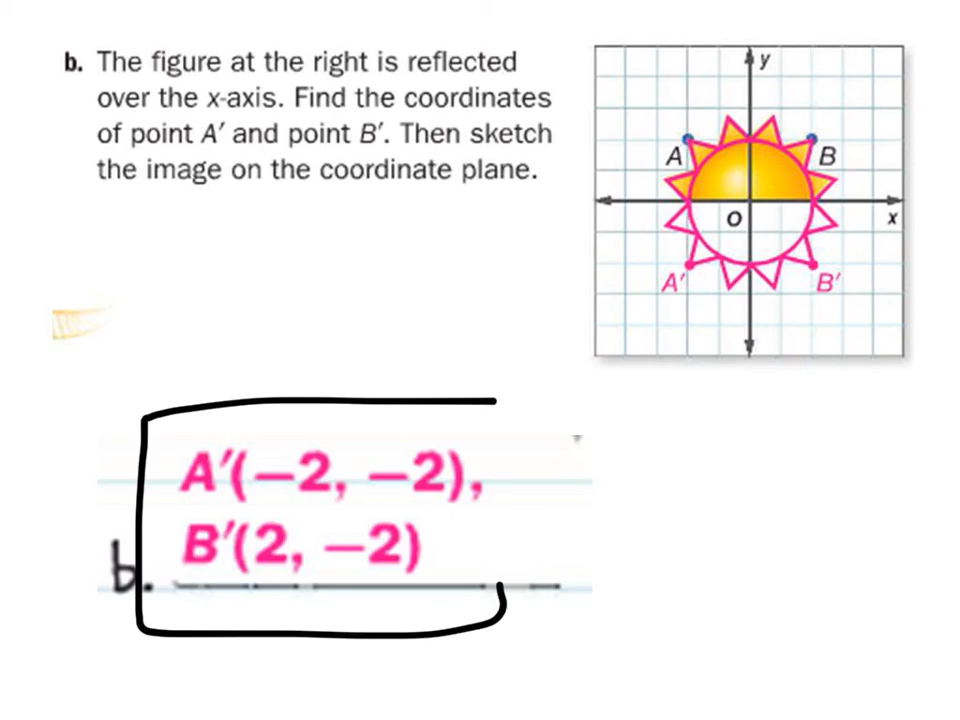 b. The figure at the right is reflected
over the x-axis. Find the coordinates
of point A′ and point B′. Then sketch
the image on the coordinate plane.
y
A
B
O
x
A′
B′
A′(−2, −2),
b. B′(2, −2)